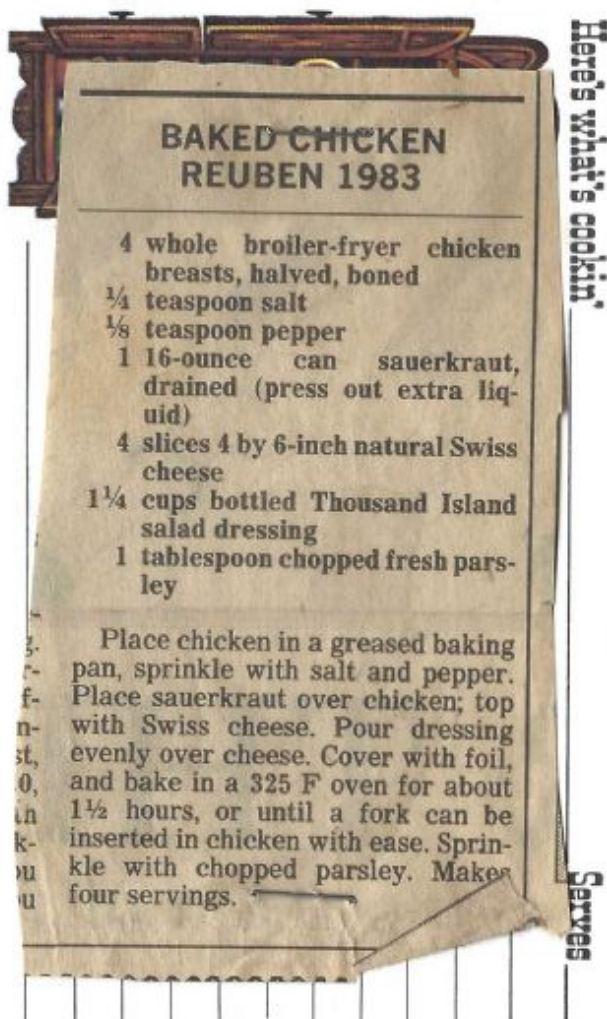 BAKED CHICKEN
REUBEN 1983
4 whole broiler-fryer chicken
breasts, halved, boned
¼ teaspoon salt
⅛ teaspoon pepper
1 16-ounce can sauerkraut,
drained (press out extra liq-
uid)
4 slices 4 by 6-inch natural Swiss
cheese
1¼ cups bottled Thousand Island
salad dressing
1 tablespoon chopped fresh pars-
ley
Place chicken in a greased baking
pan, sprinkle with salt and pepper.
Place sauerkraut over chicken; top
with Swiss cheese. Pour dressing
evenly over cheese. Cover with foil,
and bake in a 325 F oven for about
1½ hours, or until a fork can be
inserted in chicken with ease. Sprin-
kle with chopped parsley. Makes
four servings.
Here's what's cookin'
Serves